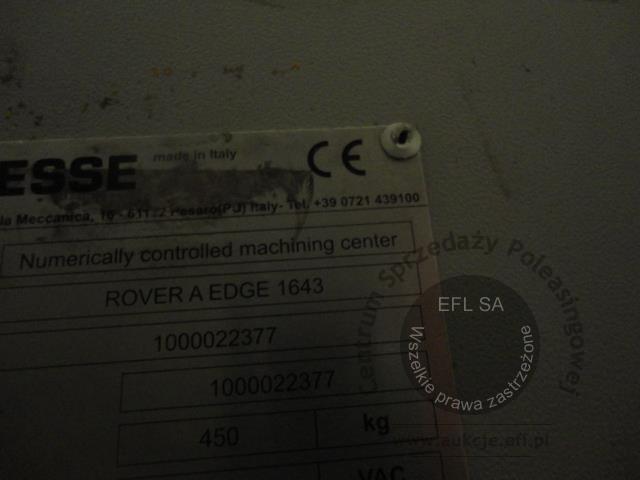 ESSE made in Italy CE
la Meccanica, 16 - 61122 Pesaro(PU) Italy- Tel. +39 0721 439100
Numerically controlled machining center
ROVER A EDGE 1643
1000022377
1000022377
450 kg
VAC
Centrum Sprzedaży Poleasingowej
EFL SA
Wszelkie prawa zastrzeżone
www.aukcje.efl.pl